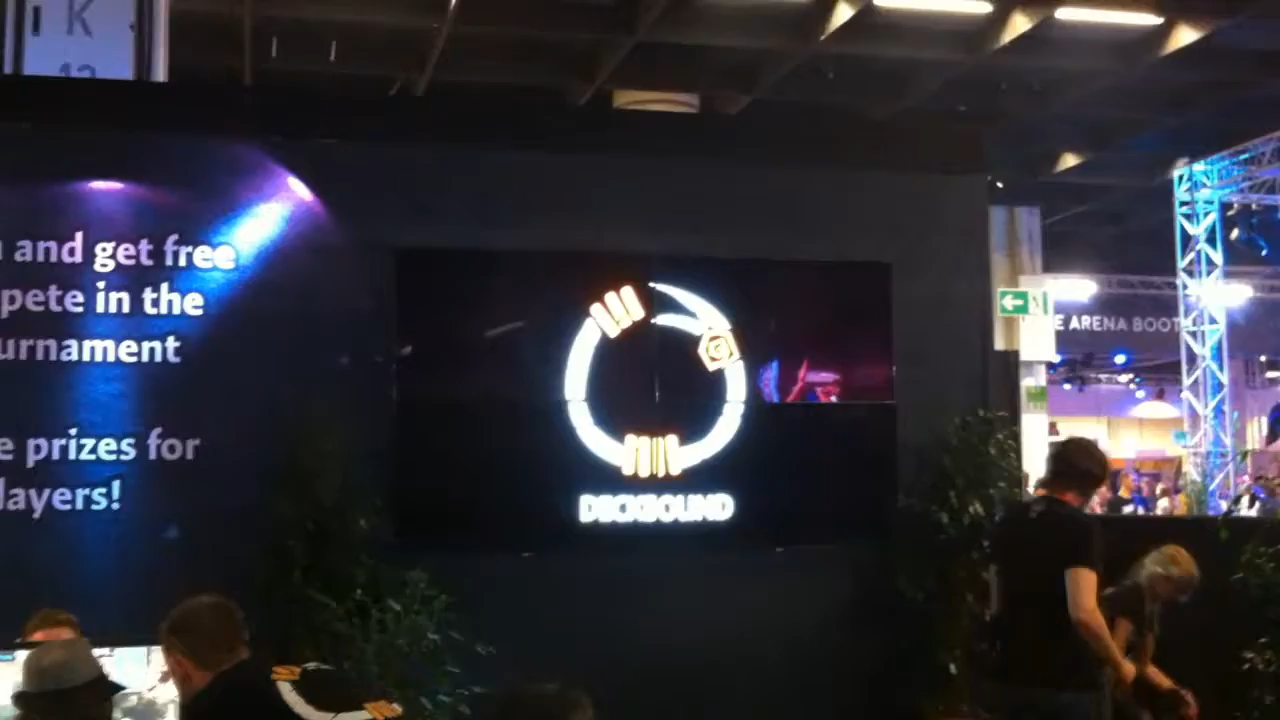 K
and get free
pete in the
urnament
e prizes for
layers!
DECKBOUND
E ARENA BOOT